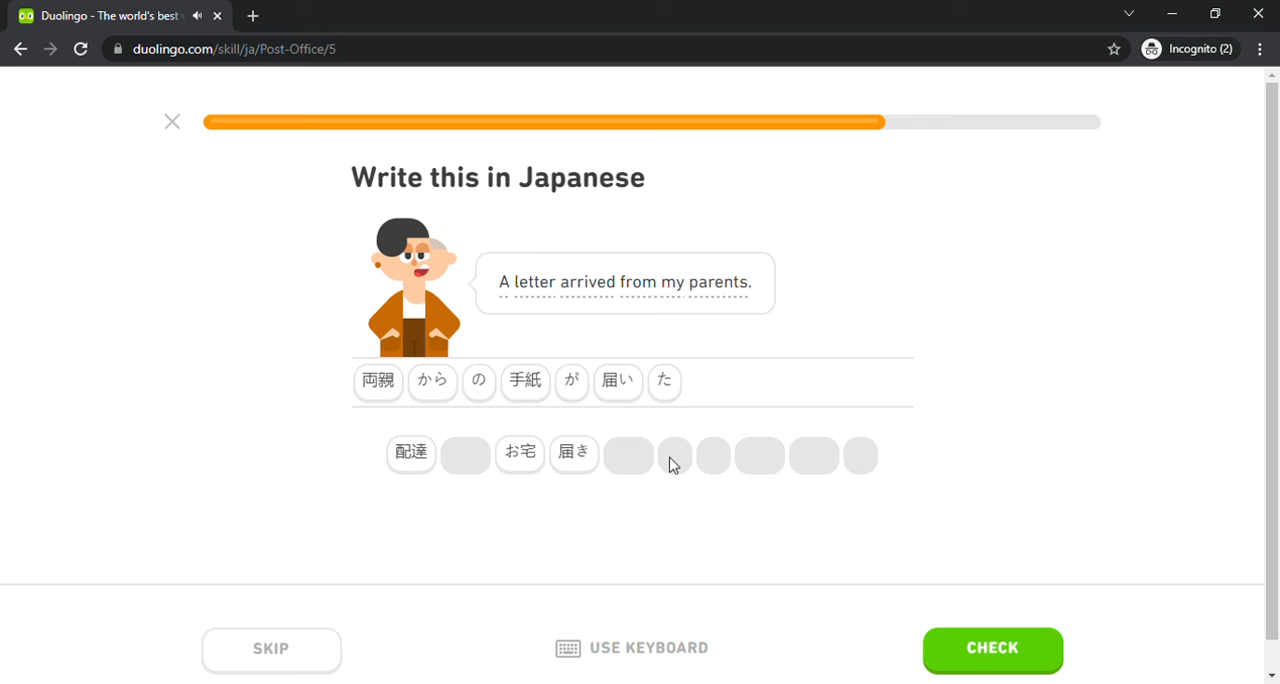 Duolingo - The world's best
duolingo.com/skill/ja/Post-Office/5
Incognito (2)
Write this in Japanese
A letter arrived from my parents.
両親 から の 手紙 が 届い た
配達 お宅 届き
SKIP
USE KEYBOARD
CHECK